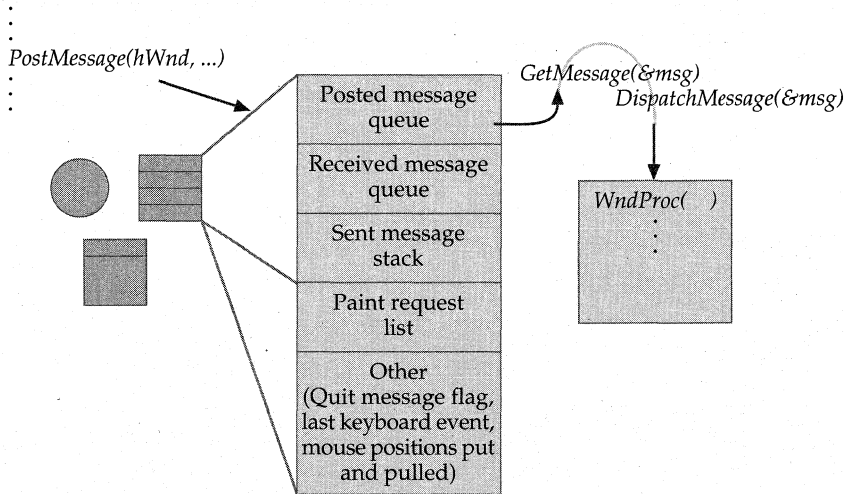 PostMessage(hWnd, ...)
GetMessage(&msg)
DispatchMessage(&msg)
Posted message
queue
Received message
queue
Sent message
stack
Paint request
list
Other
(Quit message flag,
last keyboard event,
mouse positions put
and pulled)
WndProc( )